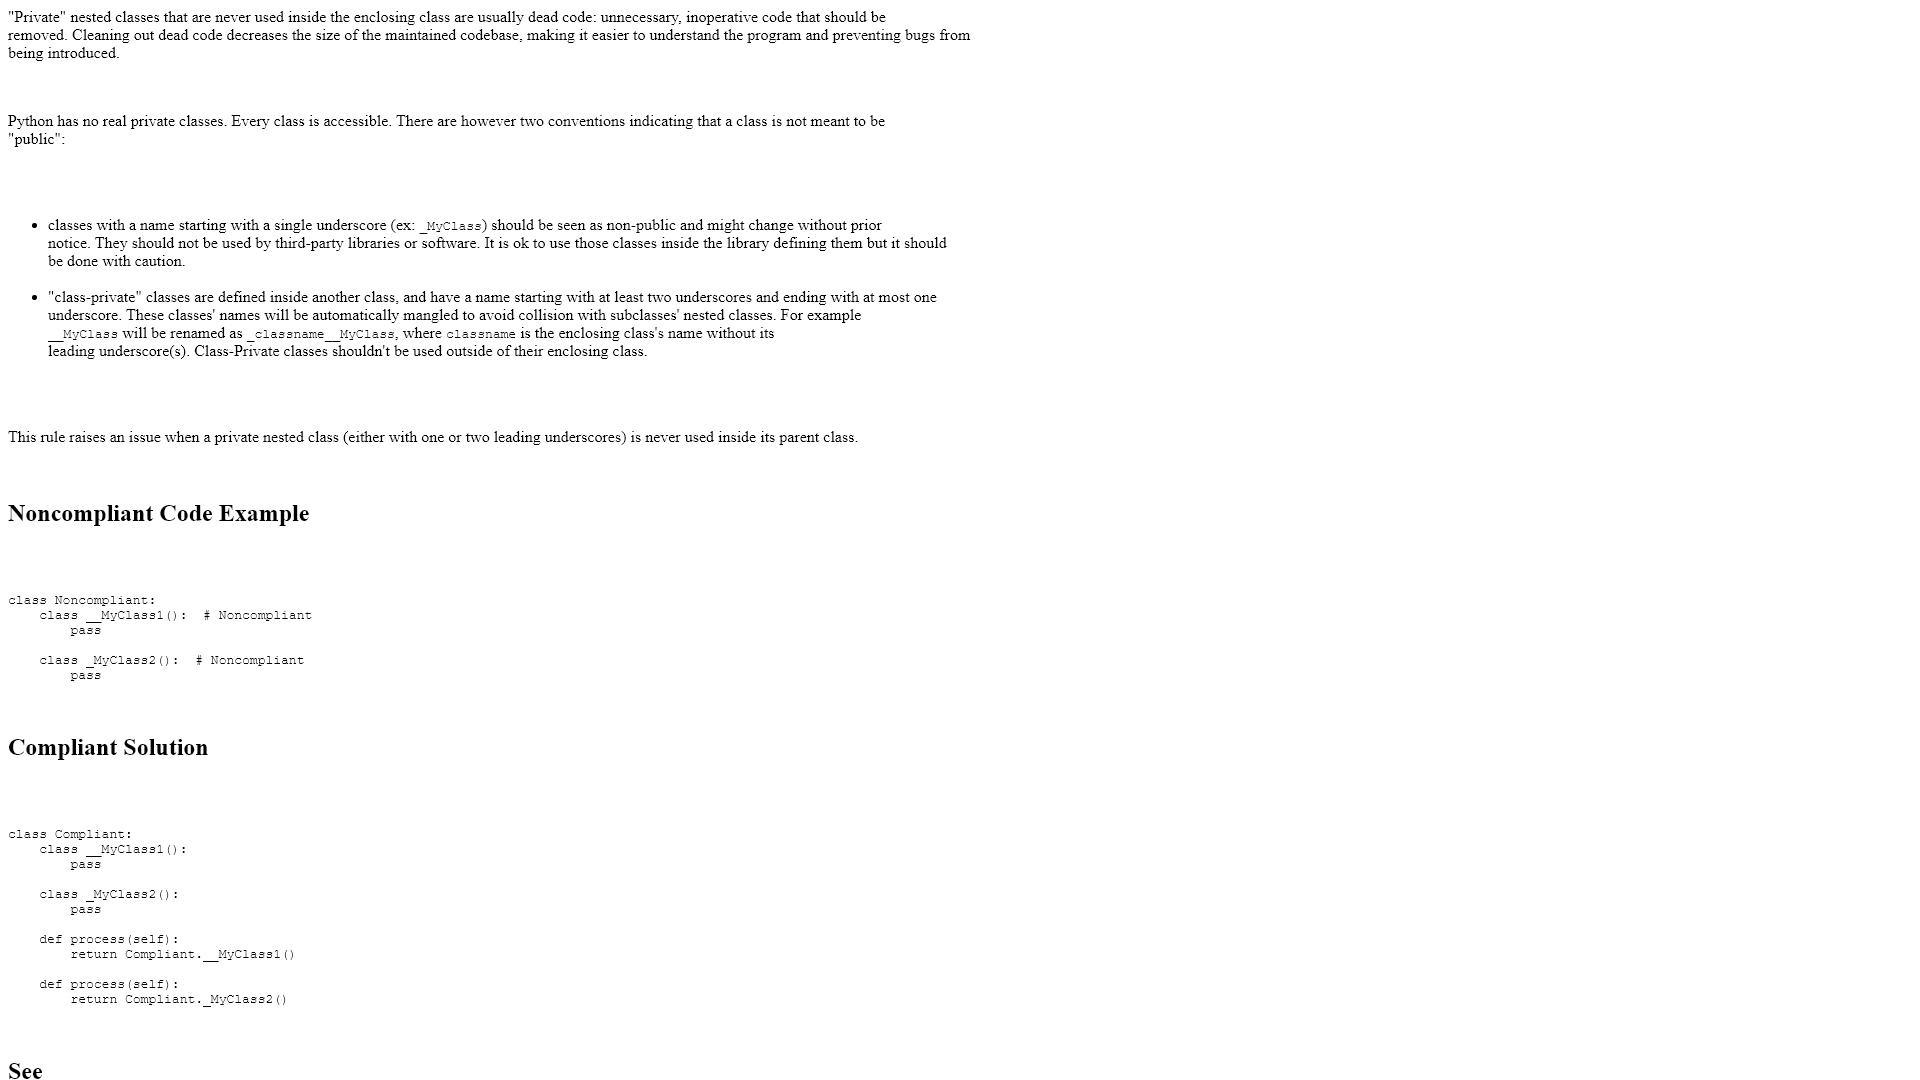 "Private" nested classes that are never used inside the enclosing class are usually dead code: unnecessary, inoperative code that should be
removed. Cleaning out dead code decreases the size of the maintained codebase, making it easier to understand the program and preventing bugs from
being introduced.
Python has no real private classes. Every class is accessible. There are however two conventions indicating that a class is not meant to be
"public":
• classes with a name starting with a single underscore (ex: _MyClass) should be seen as non-public and might change without prior
notice. They should not be used by third-party libraries or software. It is ok to use those classes inside the library defining them but it should
be done with caution.
• "class-private" classes are defined inside another class, and have a name starting with at least two underscores and ending with at most one
underscore. These classes' names will be automatically mangled to avoid collision with subclasses' nested classes. For example
__MyClass will be renamed as _classname__MyClass, where classname is the enclosing class's name without its
leading underscore(s). Class-Private classes shouldn't be used outside of their enclosing class.
This rule raises an issue when a private nested class (either with one or two leading underscores) is never used inside its parent class.
Noncompliant Code Example
class Noncompliant:
    class __MyClass1():  # Noncompliant
        pass
    class _MyClass2():  # Noncompliant
        pass
Compliant Solution
class Compliant:
    class __MyClass1():
        pass
    class _MyClass2():
        pass
    def process(self):
        return Compliant.__MyClass1()
    def process(self):
        return Compliant._MyClass2()
See